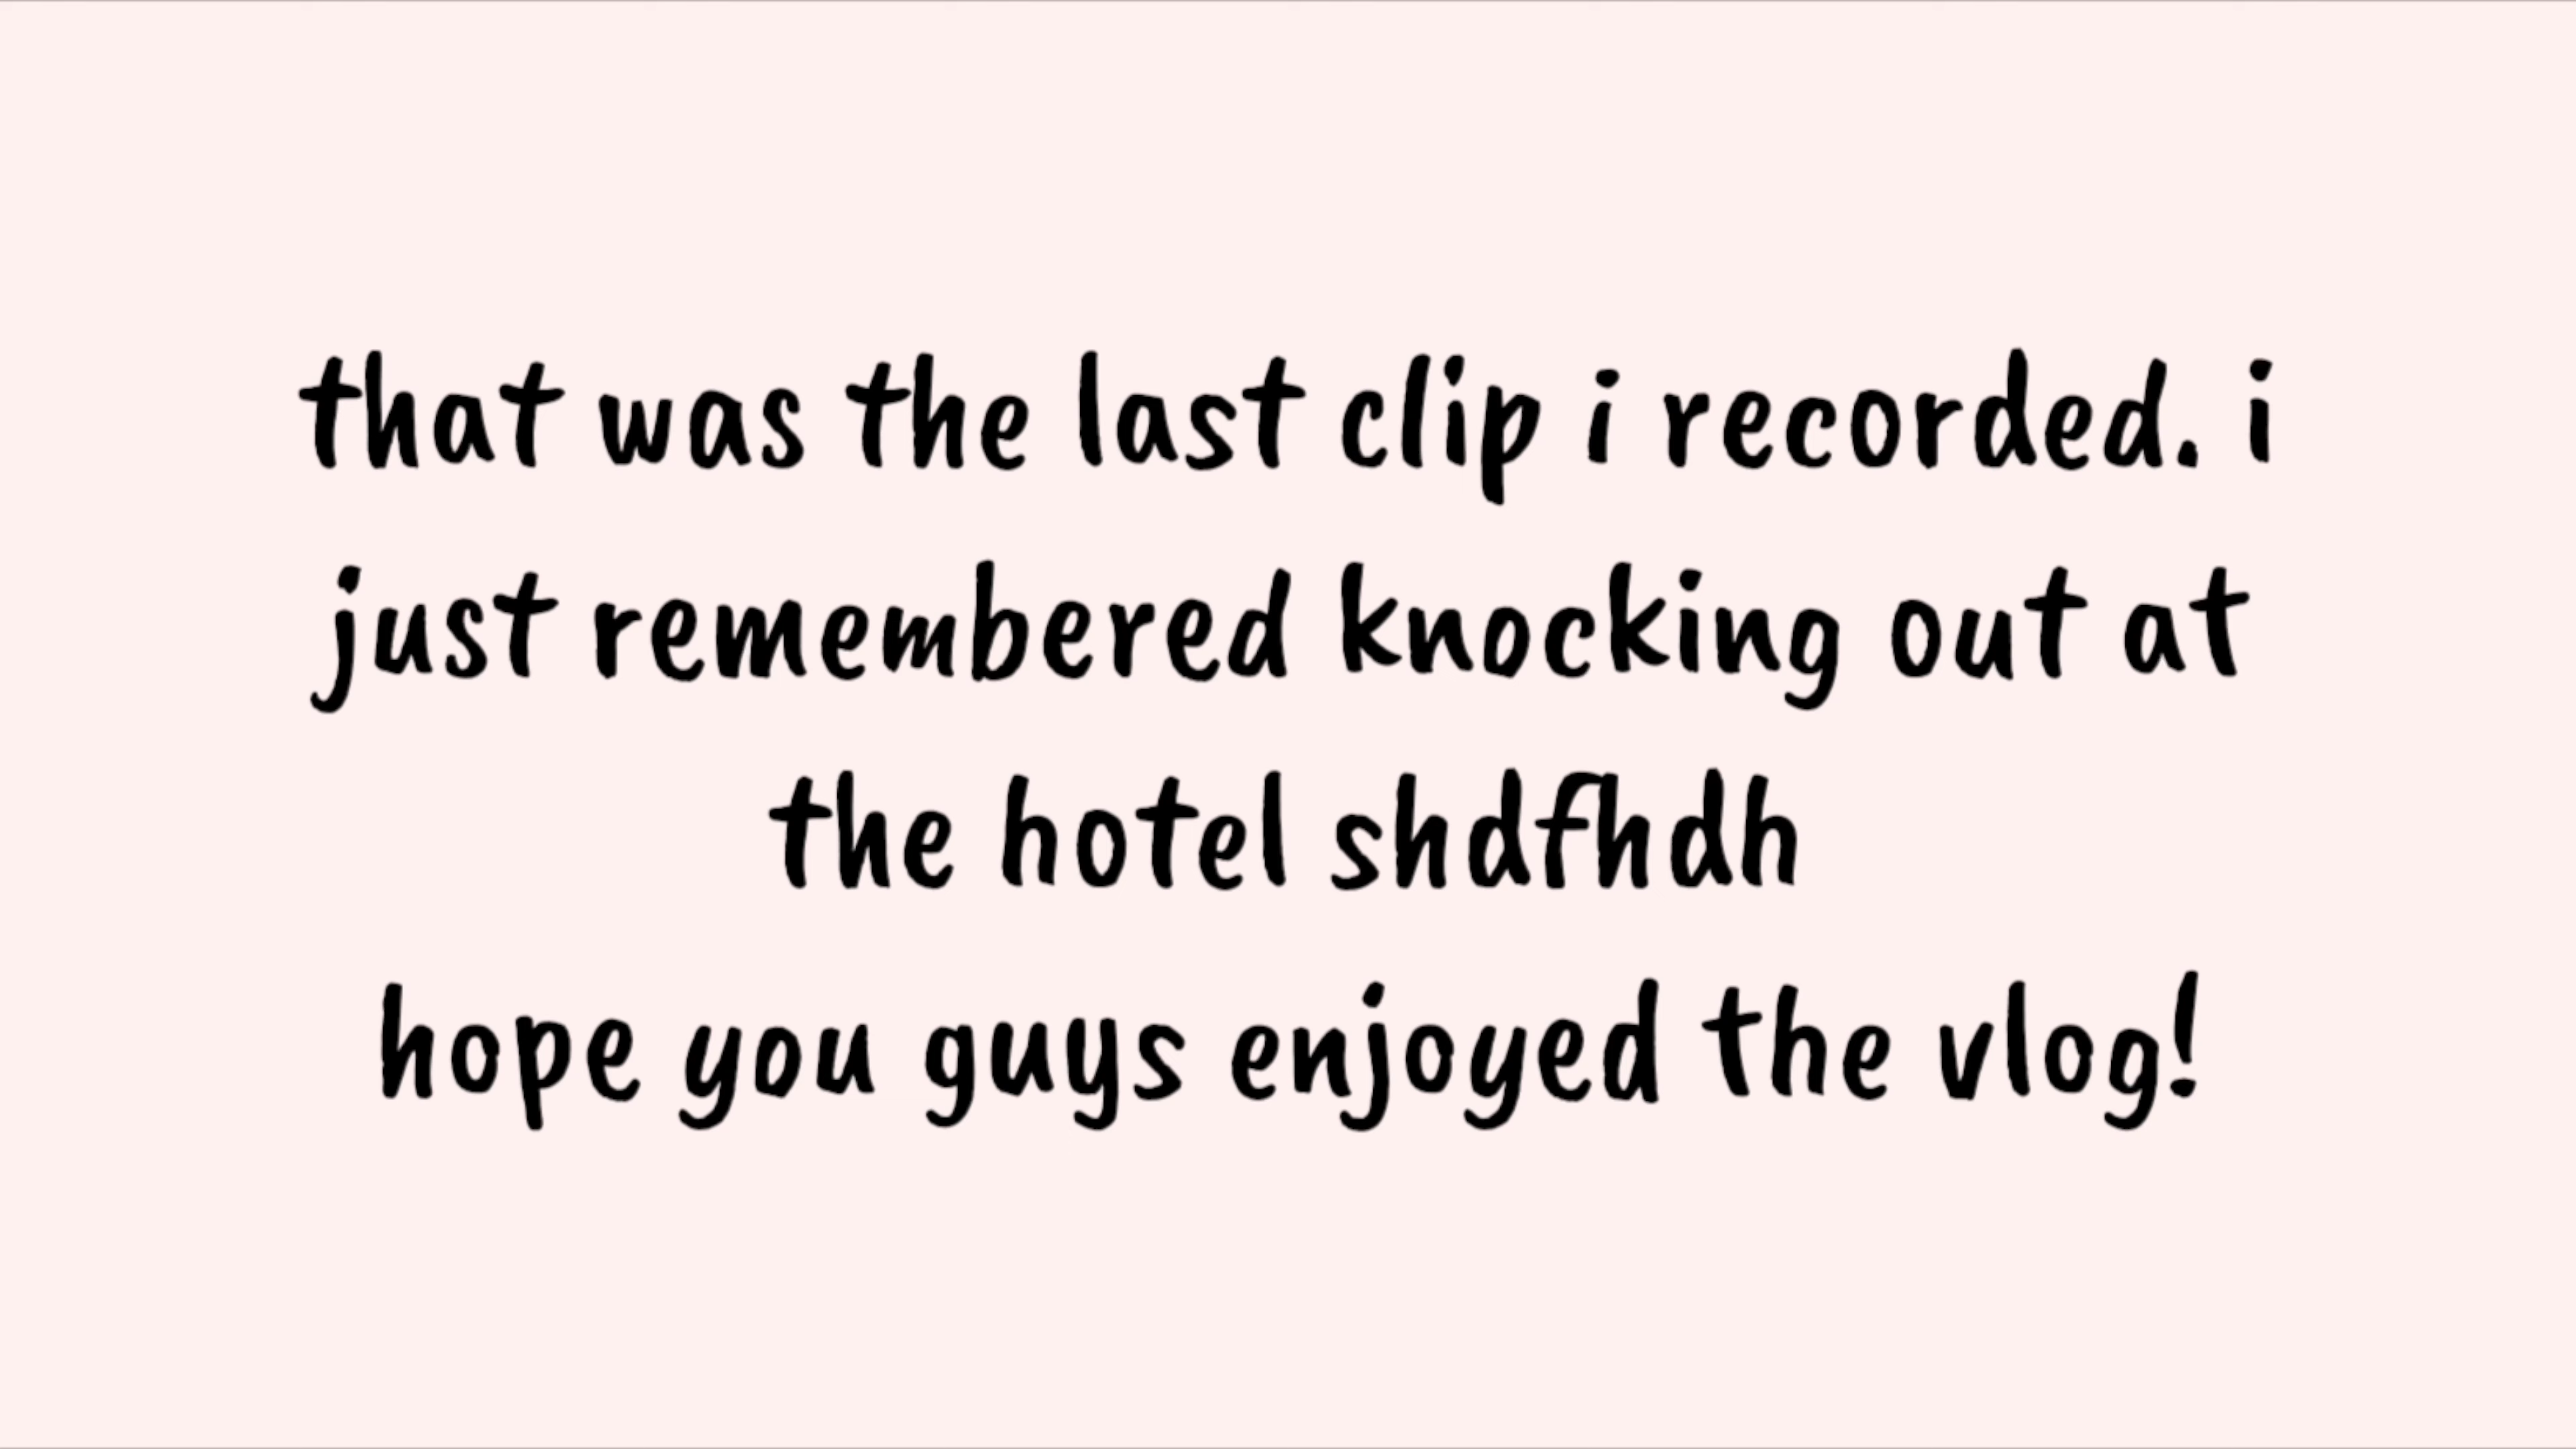 that was the last clip i recorded. i
just remembered knocking out at
the hotel shdfhdh
hope you guys enjoyed the vlog!